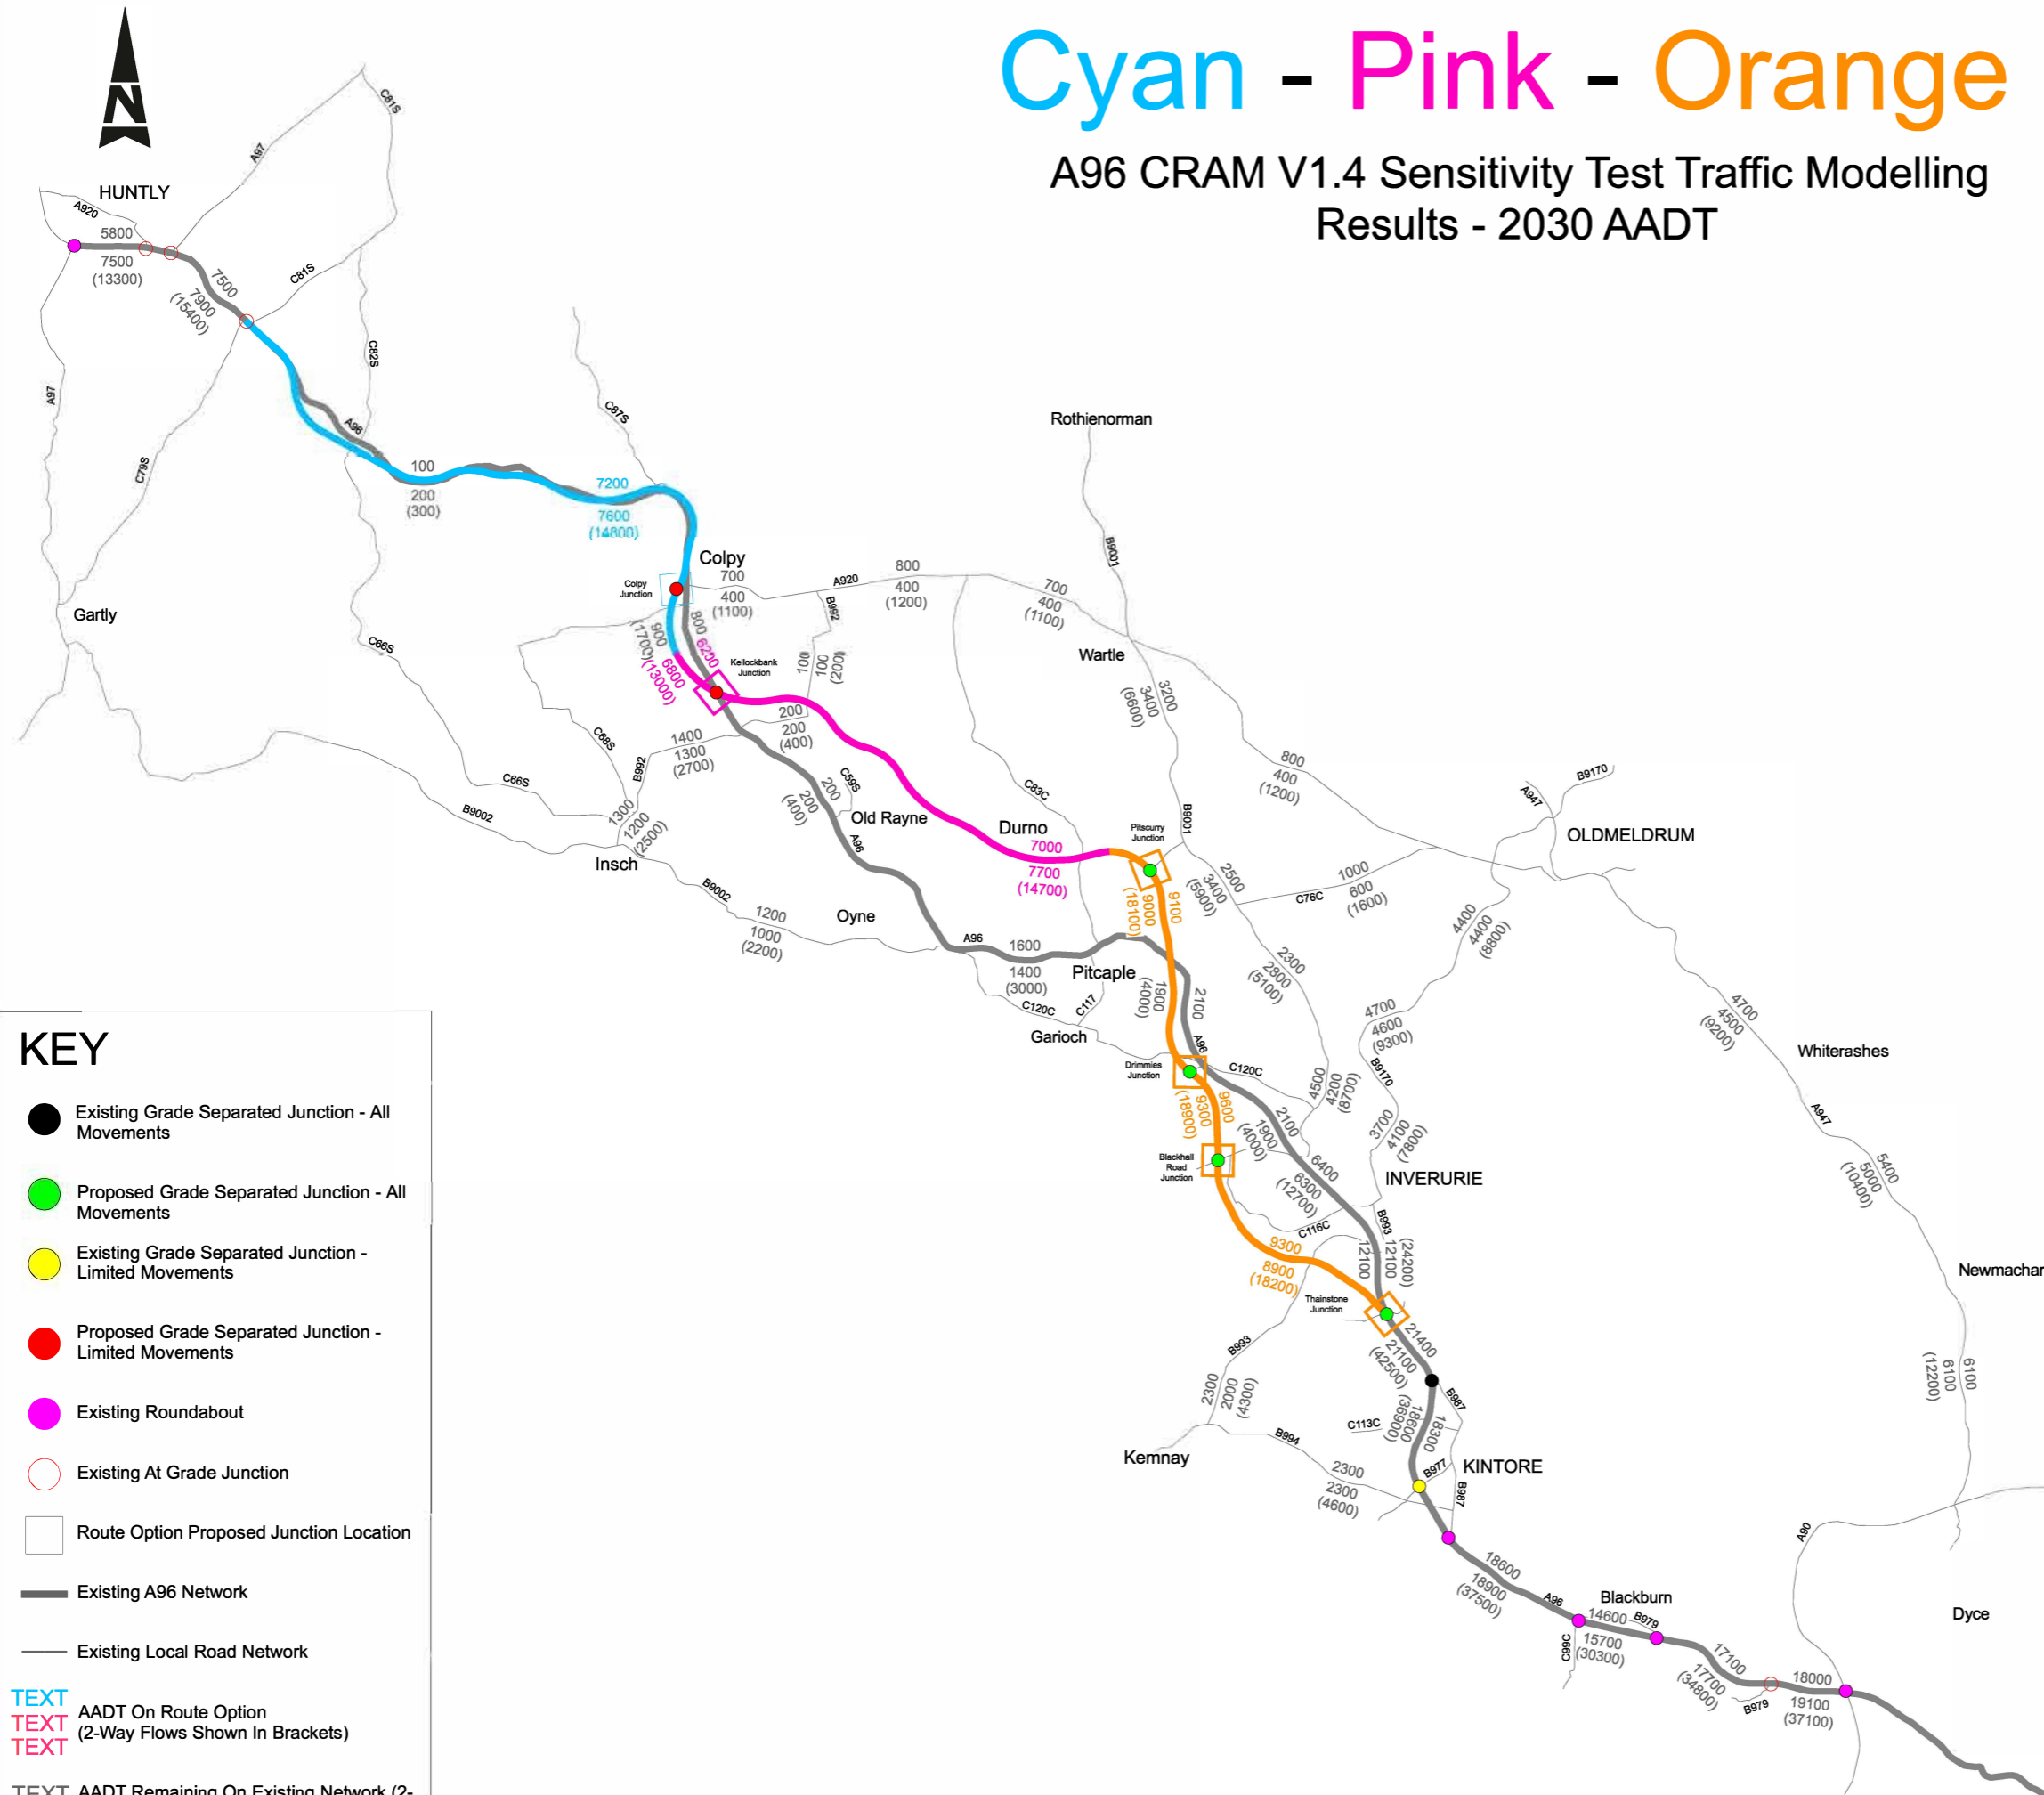 Cyan - Pink - Orange
A96 CRAM V1.4 Sensitivity Test Traffic Modelling
Results - 2030 AADT
N
C81S
A97
HUNTLY
A920
5800
7500
(13300)
7500
7900
(15400)
C81S
C82S
A97
C79S
A96
100
200
(300)
C87S
7200
7600
(14800)
Rothienorman
B9001
Colpy
Colpy
Junction
700
400
(1100)
A920
800
400
(1200)
700
400
(1100)
B992
Gartly
C66S
800
900
(1700)
6200
6800
(13000)
Kellockbank
Junction
100
100
(200)
Wartle
3200
3400
(6600)
200
200
(400)
1400
1300
(2700)
C68S
B992
C66S
B9002
1300
1200
(2500)
Insch
200
200
(400)
C59S
Old Rayne
A96
C83C
Durno
7000
7700
(14700)
Pitscurry
Junction
B9001
800
400
(1200)
A947
B9170
OLDMELDRUM
2500
3400
(5900)
1000
600
(1600)
C76C
9100
9000
(18100)
B9002
1200
1000
(2200)
Oyne
A96
1600
1400
(3000)
Pitcaple
C120C
C117
Garioch
2100
1900
(4000)
A96
2300
2800
(5100)
4400
4400
(8800)
4700
4600
(9300)
B9170
4700
4500
(9200)
Whiterashes
A947
Drimmies
Junction
C120C
4500
4200
(8700)
3700
4100
(7800)
9600
9300
(18900)
2100
1900
(4000)
Blackhall
Road
Junction
6400
6300
(12700)
INVERURIE
5400
5000
(10400)
B993
C116C
12100
12100
(24200)
9300
8900
(18200)
Newmachar
Thainstone
Junction
21400
21100
(42500)
B993
2300
2000
(4300)
6100
6100
(12200)
B987
C113C
18300
18600
(36900)
Kemnay
B994
2300
2300
(4600)
B977
KINTORE
B987
A90
18600
18900
(37500)
A96
Blackburn
14600
B979
15700
(30300)
C99C
Dyce
17100
17700
(34800)
B979
18000
19100
(37100)
KEY
Existing Grade Separated Junction - All
Movements
Proposed Grade Separated Junction - All
Movements
Existing Grade Separated Junction -
Limited Movements
Proposed Grade Separated Junction -
Limited Movements
Existing Roundabout
Existing At Grade Junction
Route Option Proposed Junction Location
Existing A96 Network
Existing Local Road Network
TEXT
TEXT
TEXT
AADT On Route Option
(2-Way Flows Shown In Brackets)
TEXT AADT Remaining On Existing Network (2-